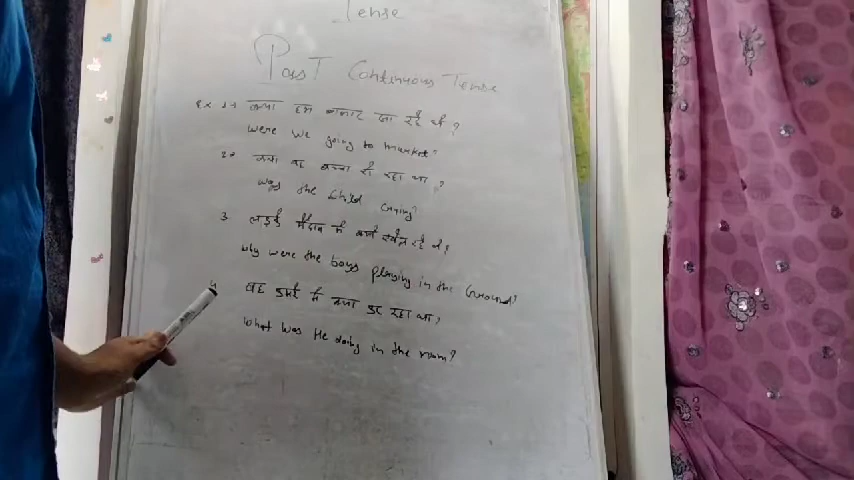 Tense
Past Continuous Tense
Ex 1⇒ क्या हम बाजार जा रहे थे?
were we going to market?
2⇒ क्या वह बच्चा रो रहा था?
was the child crying?
3 लड़के मैदान में क्यों खेल रहे थे?
why were the boys playing in the Ground?
4 वह कमरे में क्या कर रहा था?
what was He doing in the room?